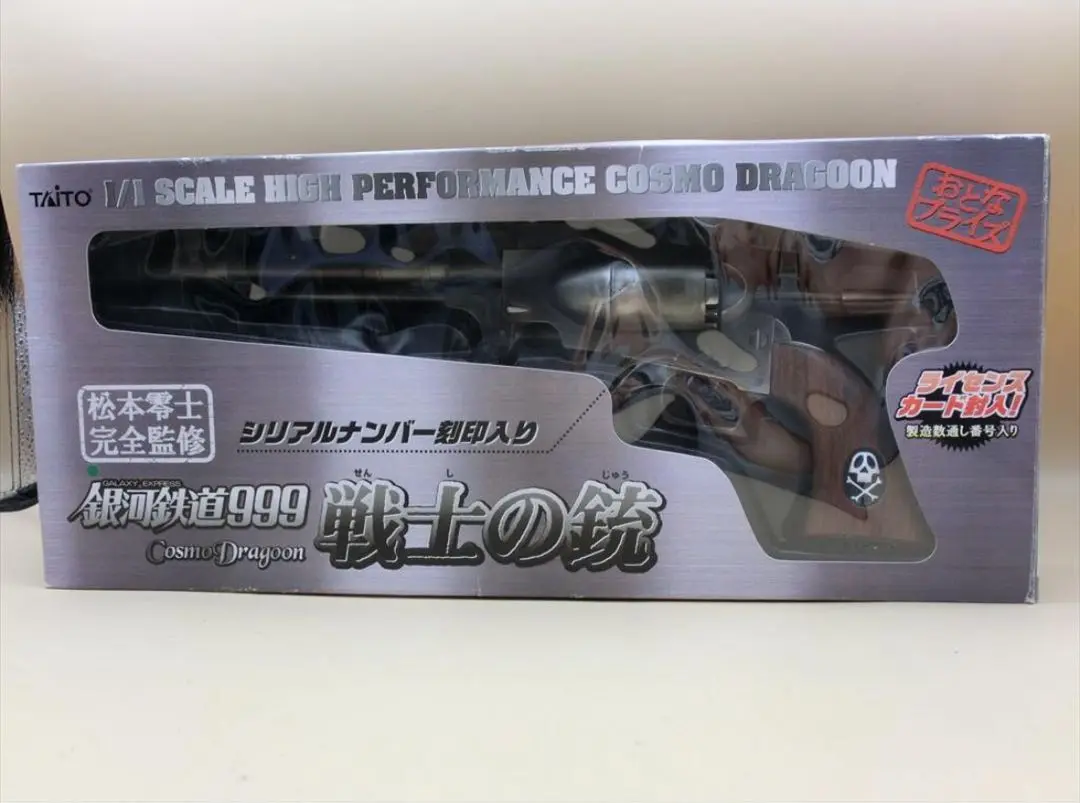 TAITO
1/1 SCALE HIGH PERFORMANCE COSMO DRAGOON
おとな
プライズ
ライセンス
カード封入!
製造数通し番号入り
松本零士
完全監修
シリアルナンバー刻印入り
GALAXY EXPRESS
銀河鉄道999
Cosmo Dragoon
せんしじゅう
戦士の銃